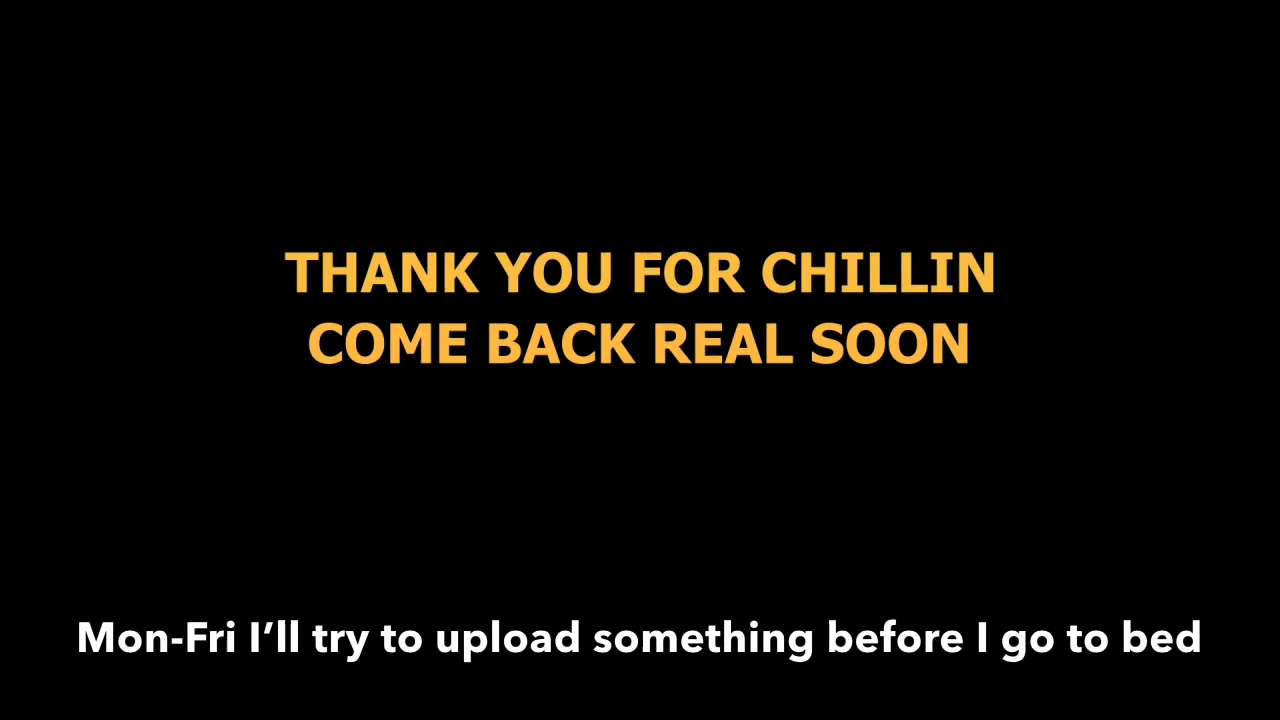 THANK YOU FOR CHILLIN
COME BACK REAL SOON
Mon-Fri I’ll try to upload something before I go to bed